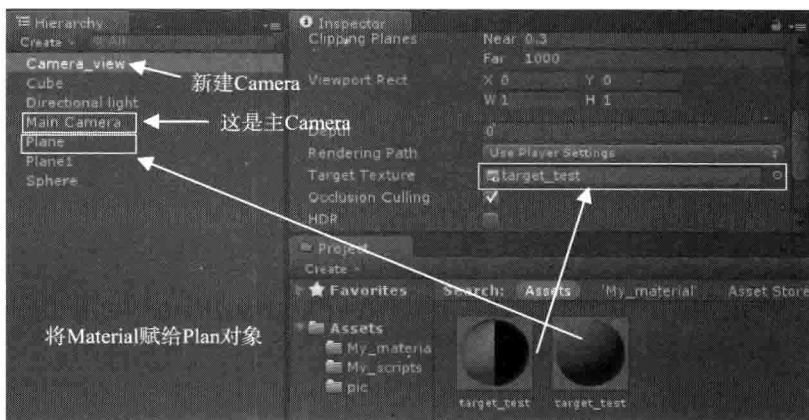 Hierarchy
Create
All
Camera_view
新建Camera
Cube
Directional light
Main Camera
这是主Camera
Plane
Plane1
Sphere
将Material赋给Plan对象
Inspector
Clipping Planes
Near 0.3
Far 1000
Viewport Rect
X 0 Y 0
W 1 H 1
Depth 0
Rendering Path Use Player Settings
Target Texture target_test
Occlusion Culling
HDR
Project
Create
Favorites
Search: Assets 'My_material' Asset Store
Assets
My_materia
My_scripts
pic
target_test target_test